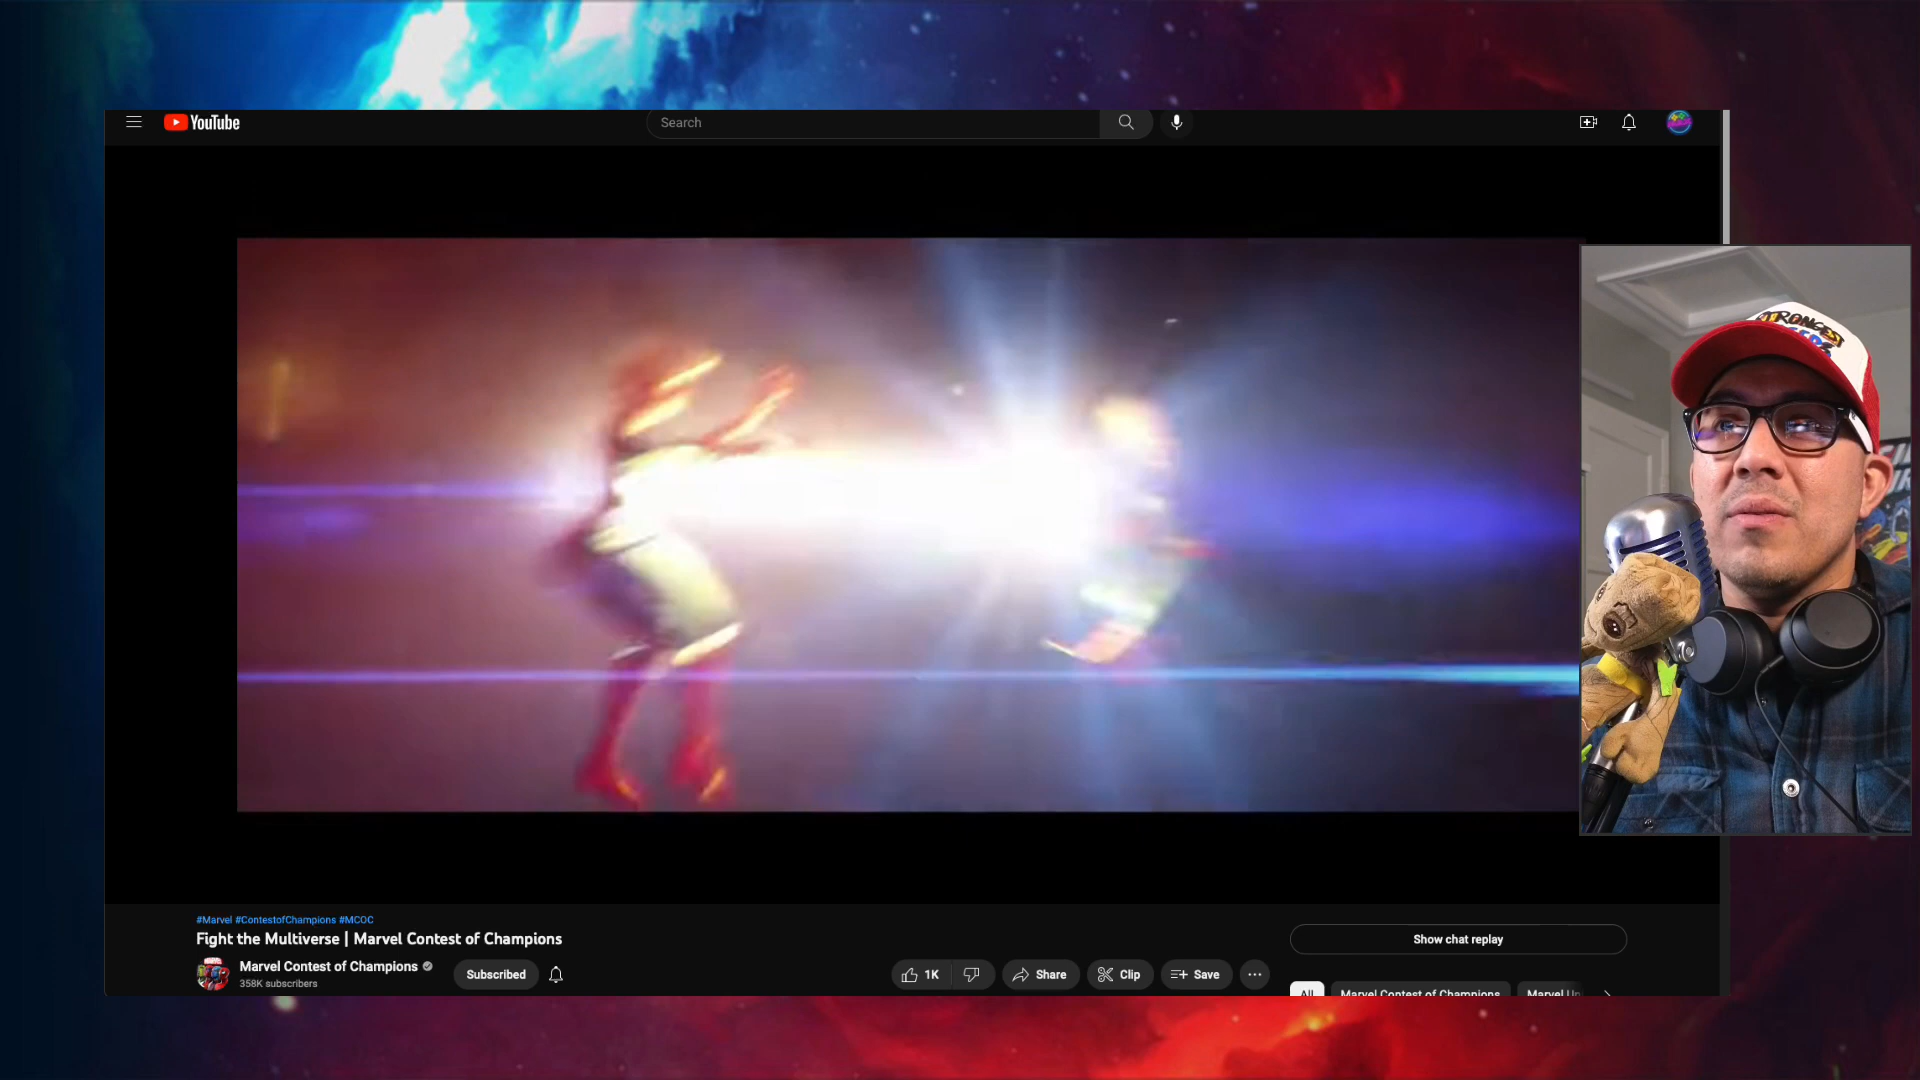 YouTube
Search
STRONGEST
#Marvel #ContestofChampions #MCOC
Fight the Multiverse | Marvel Contest of Champions
Marvel Contest of Champions
358K subscribers
Subscribed
1K
Share
Clip
Save
Show chat replay
All
Marvel Contest of Champions